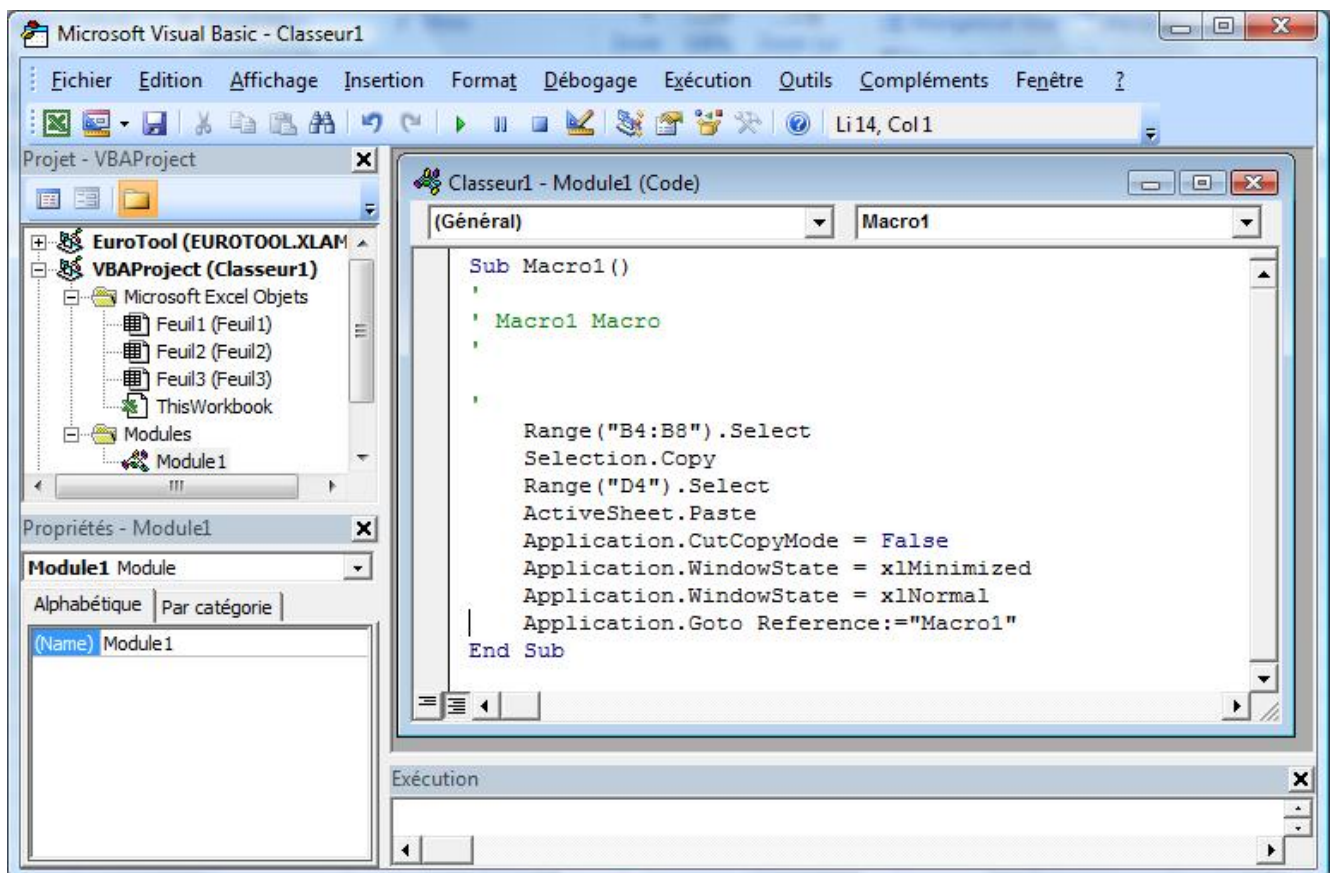 Microsoft Visual Basic - Classeur1
Fichier Edition Affichage Insertion Format Débogage Exécution Outils Compléments Fenêtre ?
Li 14, Col 1
Projet - VBAProject
EuroTool (EUROTOOL.XLAM
VBAProject (Classeur1)
Microsoft Excel Objets
Feuil1 (Feuil1)
Feuil2 (Feuil2)
Feuil3 (Feuil3)
ThisWorkbook
Modules
Module1
Propriétés - Module1
Module1 Module
Alphabétique Par catégorie
(Name) Module1
Classeur1 - Module1 (Code)
(Général) Macro1
Sub Macro1()
'
' Macro1 Macro
'
'
Range("B4:B8").Select
Selection.Copy
Range("D4").Select
ActiveSheet.Paste
Application.CutCopyMode = False
Application.WindowState = xlMinimized
Application.WindowState = xlNormal
Application.Goto Reference:="Macro1"
End Sub
Exécution